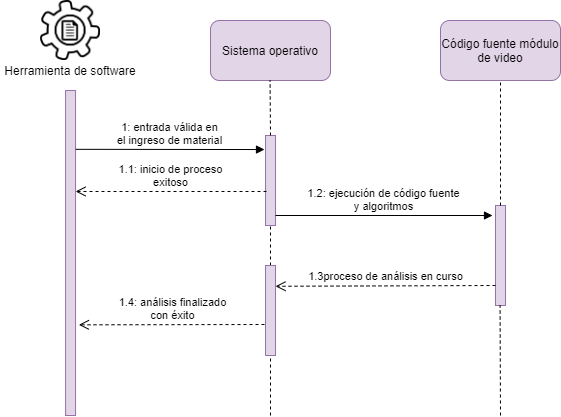 Herramienta de software
Sistema operativo
Código fuente módulo
de video
1: entrada válida en
el ingreso de material
1.1: inicio de proceso
exitoso
1.2: ejecución de código fuente
y algoritmos
1.3proceso de análisis en curso
1.4: análisis finalizado
con éxito